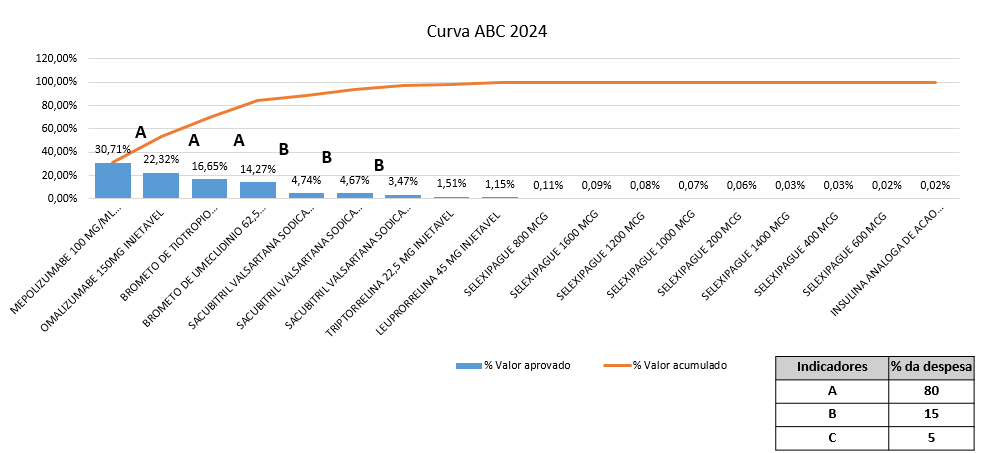 Curva ABC 2024
120,00%
100,00%
80,00%
60,00%
40,00%
20,00%
0,00%
30,71%
22,32%
16,65%
14,27%
4,74%
4,67%
3,47%
1,51%
1,15%
0,11%
0,09%
0,08%
0,07%
0,06%
0,03%
0,03%
0,02%
0,02%
A
A
A
B
B
B
MEPOLIZUMABE 100 MG/ML…
OMALIZUMABE 150MG INJETAVEL
BROMETO DE TIOTROPIO…
BROMETO DE UMECLIDINIO 62,5…
SACUBITRIL VALSARTANA SODICA…
SACUBITRIL VALSARTANA SODICA…
SACUBITRIL VALSARTANA SODICA…
TRIPTORRELINA 22,5 MG INJETAVEL
LEUPRORRELINA 45 MG INJETAVEL
SELEXIPAGUE 800 MCG
SELEXIPAGUE 1600 MCG
SELEXIPAGUE 1200 MCG
SELEXIPAGUE 1000 MCG
SELEXIPAGUE 200 MCG
SELEXIPAGUE 1400 MCG
SELEXIPAGUE 400 MCG
SELEXIPAGUE 600 MCG
INSULINA ANALOGA DE ACAO…
% Valor aprovado
% Valor acumulado
Indicadores % da despesa
A 80
B 15
C 5